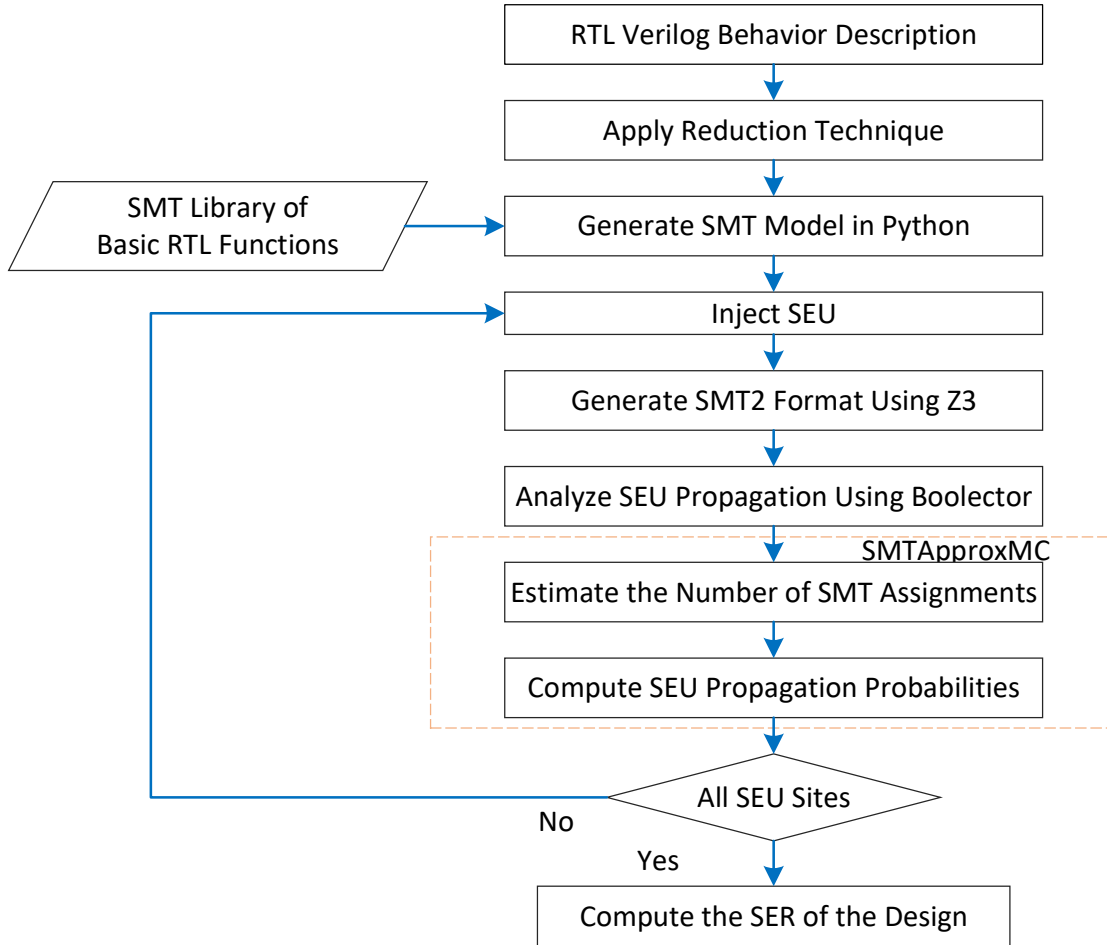 RTL Verilog Behavior Description
Apply Reduction Technique
SMT Library of
Basic RTL Functions
Generate SMT Model in Python
Inject SEU
Generate SMT2 Format Using Z3
Analyze SEU Propagation Using Boolector
SMTApproxMC
Estimate the Number of SMT Assignments
Compute SEU Propagation Probabilities
All SEU Sites
No
Yes
Compute the SER of the Design